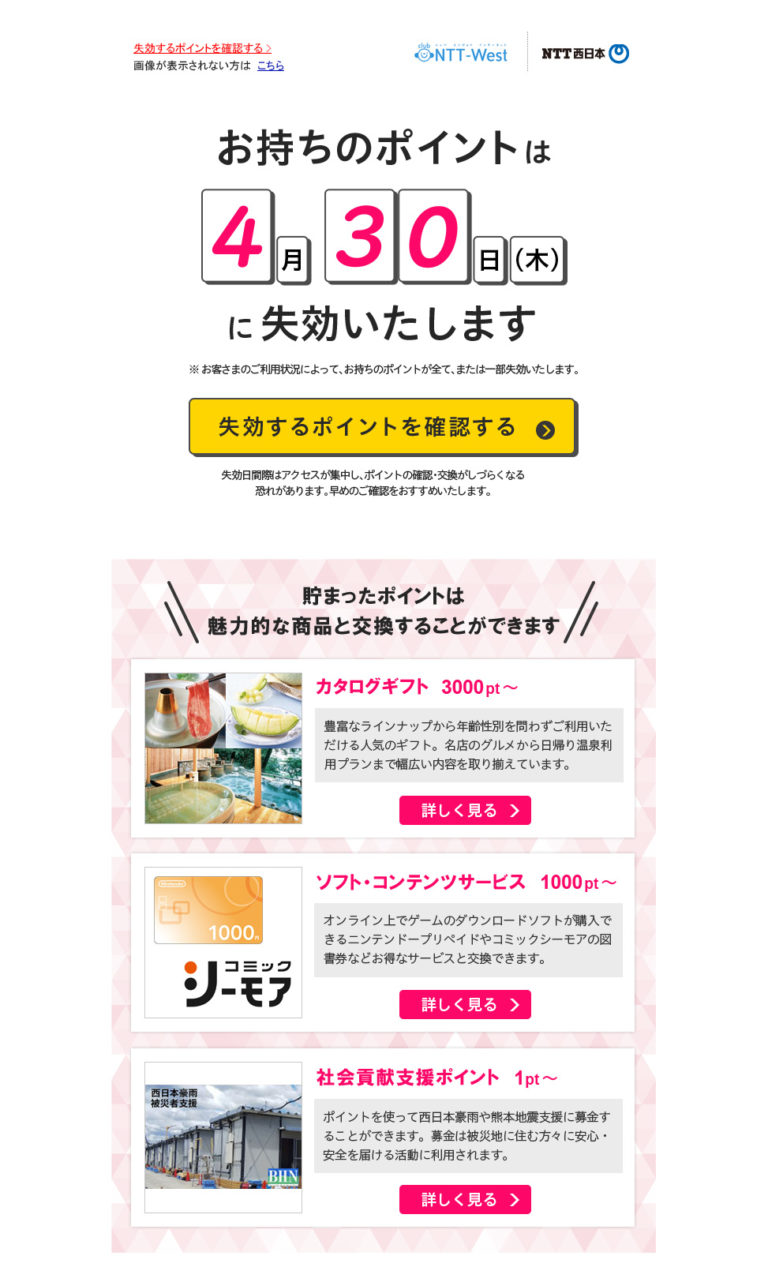 失効するポイントを確認する >
画像が表示されない方は こちら
club NTT-West
NTT西日本
お持ちのポイントは
4月30日(木)
に失効いたします
※ お客さまのご利用状況によって、お持ちのポイントが全て、または一部失効いたします。
失効するポイントを確認する
失効日間際はアクセスが集中し、ポイントの確認・交換がしづらくなる
恐れがあります。早めのご確認をおすすめいたします。
貯まったポイントは
魅力的な商品と交換することができます
カタログギフト 3000pt～
豊富なラインナップから年齢性別を問わずご利用いた
だける人気のギフト。名店のグルメから日帰り温泉利
用プランまで幅広い内容を取り揃えています。
詳しく見る
ソフト・コンテンツサービス 1000pt～
Nintendo
1000円
コミック
シーモア
オンライン上でゲームのダウンロードソフトが購入で
きるニンテンドープリペイドやコミックシーモアの図
書券などお得なサービスと交換できます。
詳しく見る
社会貢献支援ポイント 1pt～
西日本豪雨
被災者支援
BHN
ポイントを使って西日本豪雨や熊本地震支援に募金す
ることができます。募金は被災地に住む方々に安心・
安全を届ける活動に利用されます。
詳しく見る